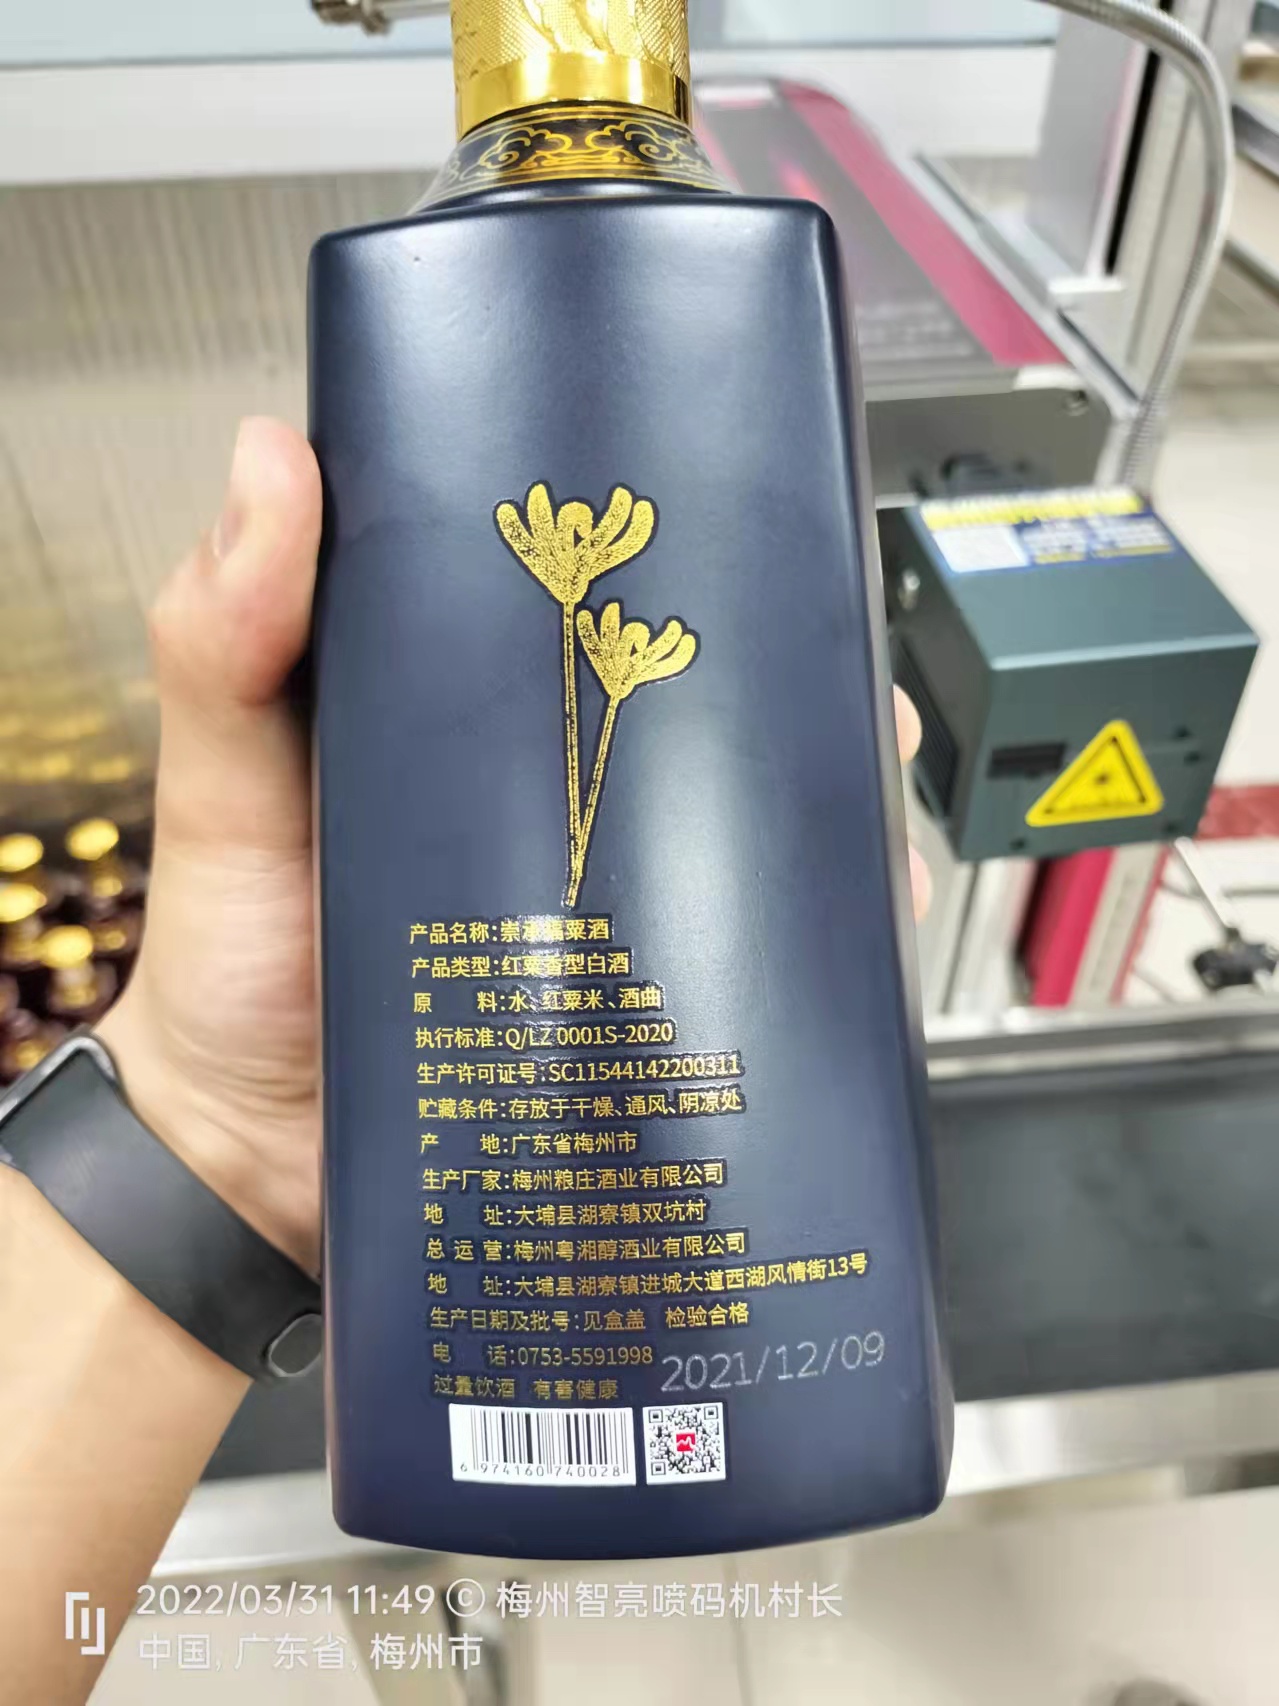 产品名称:崇承福粟酒
产品类型:红粟香型白酒
原 料:水、红粟米、酒曲
执行标准:Q/LZ 0001S-2020
生产许可证号:SC11544142200311
贮藏条件:存放于干燥、通风、阴凉处
产 地:广东省梅州市
生产厂家:梅州粮庄酒业有限公司
地 址:大埔县湖寮镇双坑村
总 运 营:梅州粤湘醇酒业有限公司
地 址:大埔县湖寮镇进城大道西湖风情街13号
生产日期及批号:见盒盖 检验合格
电 话:0753-5591998
2021/12/09
过量饮酒 有害健康
6 974160 740028
2022/03/31 11:49 © 梅州智亮喷码机村长
中国, 广东省, 梅州市